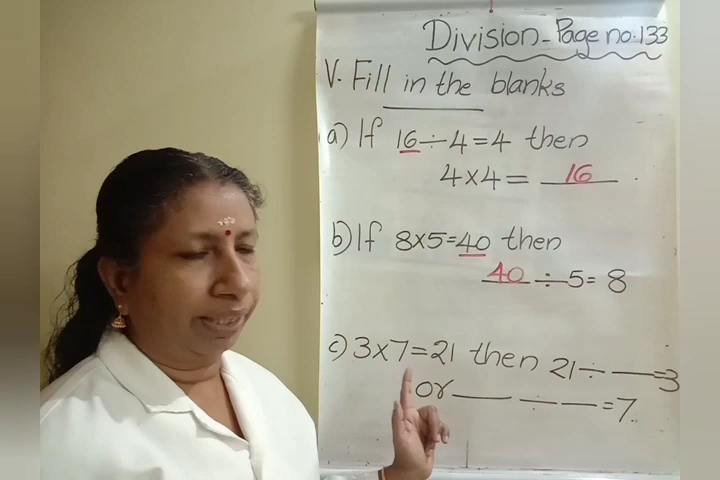 Division - Page no: 133
V. Fill in the blanks
a) If 16 ÷ 4 = 4 then
4 × 4 = 16
b) If 8 × 5 = 40 then
40 ÷ 5 = 8
c) 3 × 7 = 21 then 21 ÷ ___ = 3
or ___ ÷ ___ = 7